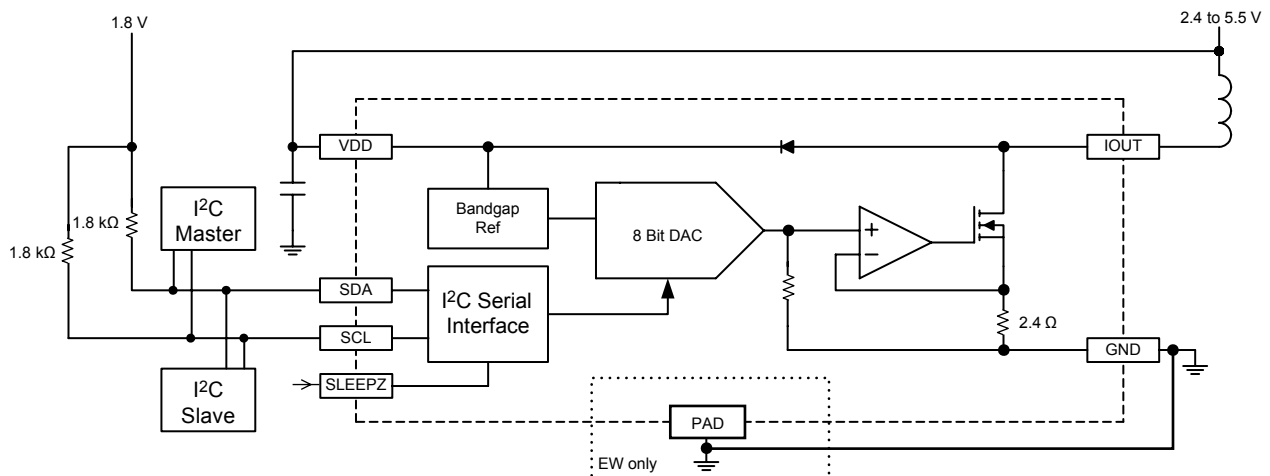 1.8 V
2.4 to 5.5 V
VDD
IOUT
I²C
Master
1.8 kΩ
1.8 kΩ
Bandgap
Ref
8 Bit DAC
+
−
SDA
I²C Serial
Interface
2.4 Ω
SCL
GND
I²C
Slave
SLEEPZ
PAD
EW only